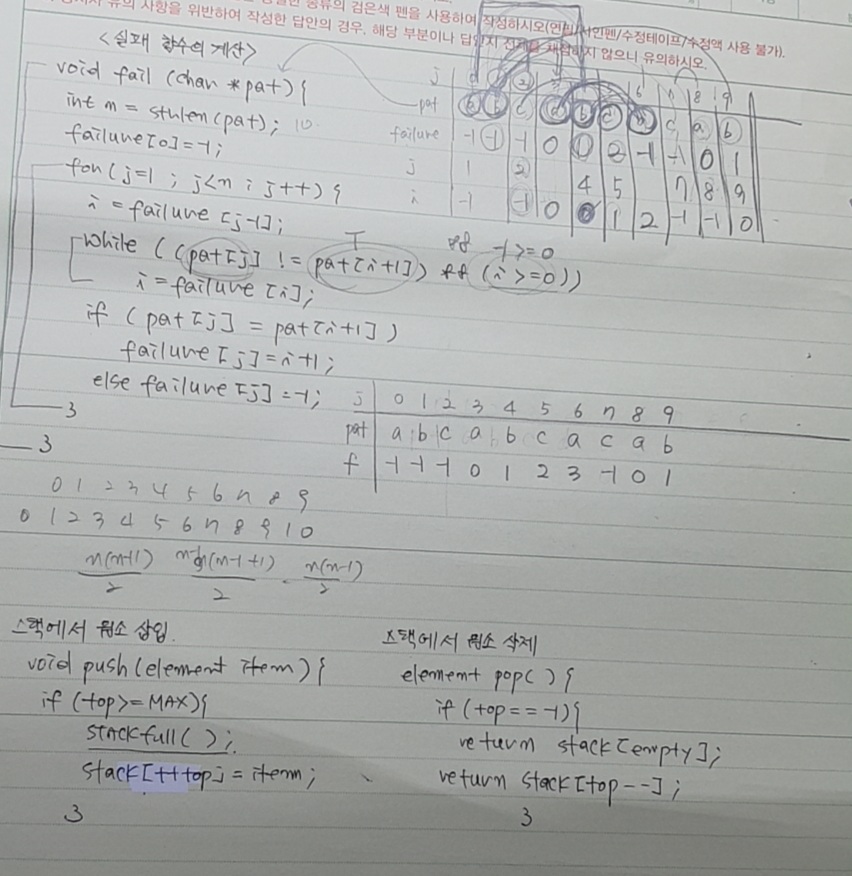 종류의 검은색 펜을 사용하여 작성하시오(연필/사인펜/수정테이프/수정액 사용 불가).
유의 사항을 위반하여 작성한 답안의 경우, 해당 부분이나 답안지 전체를 채점하지 않으니 유의하시오.
<실패 함수의 계산>
void fail (char *pat) {
int m = strlen(pat); 10
failure[0]=-1;
for(j=1 ; j<n ; j++) {
i = failure [j-1];
while ((pat[j] != pat[i+1]) && (i>=0))
T && -1>=0
i=failure [i];
if (pat[j] = pat[i+1])
failure[j]=i+1;
else failure[j]=-1;
}
}
pat
failure -1 -1 -1 0 2 -1 -1 0 1
j 1 2 4 5 7 8 9
i -1 -1 0 0 1 2 -1 -1 0
j 0 1 2 3 4 5 6 7 8 9
pat a b c a b c a c a b
f -1 -1 -1 0 1 2 3 -1 0 1
0 1 2 3 4 5 6 7 8 9
0 1 2 3 4 5 6 7 8 9 10
n(n+1)/2 (n-1+1)/2 - n(n-1)/2
스택에서 원소 삽입.
void push(element item) {
if (top>=MAX){
stackfull( );
stack[++top] = item;
}
스택에서 원소 삭제
element pop( ) {
if (top==-1){
return stack[empty];
return stack[top--];
}